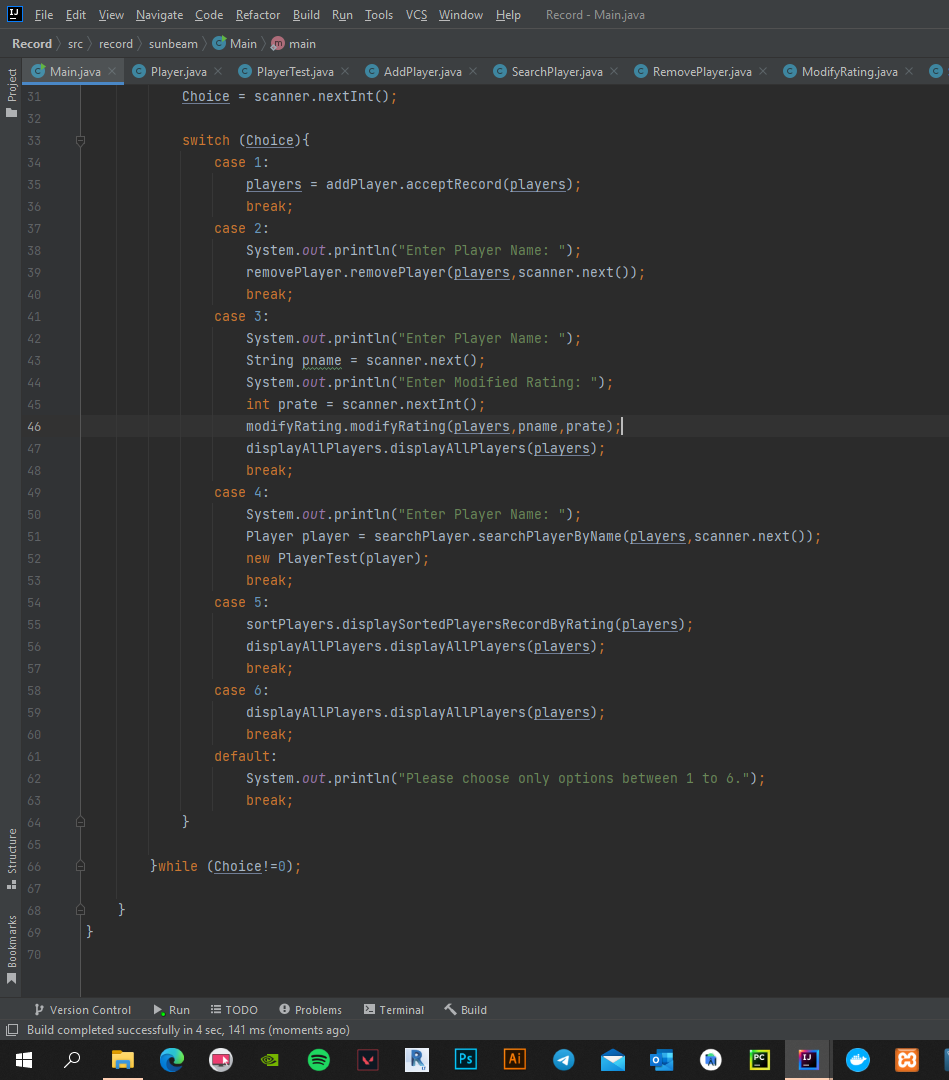 File Edit View Navigate Code Refactor Build Run Tools VCS Window Help Record - Main.java
Record src record sunbeam Main main
Main.java Player.java PlayerTest.java AddPlayer.java SearchPlayer.java RemovePlayer.java ModifyRating.java
Project
31 Choice = scanner.nextInt();
32
33 switch (Choice){
34 case 1:
35 players = addPlayer.acceptRecord(players);
36 break;
37 case 2:
38 System.out.println("Enter Player Name: ");
39 removePlayer.removePlayer(players,scanner.next());
40 break;
41 case 3:
42 System.out.println("Enter Player Name: ");
43 String pname = scanner.next();
44 System.out.println("Enter Modified Rating: ");
45 int prate = scanner.nextInt();
46 modifyRating.modifyRating(players,pname,prate);
47 displayAllPlayers.displayAllPlayers(players);
48 break;
49 case 4:
50 System.out.println("Enter Player Name: ");
51 Player player = searchPlayer.searchPlayerByName(players,scanner.next());
52 new PlayerTest(player);
53 break;
54 case 5:
55 sortPlayers.displaySortedPlayersRecordByRating(players);
56 displayAllPlayers.displayAllPlayers(players);
57 break;
58 case 6:
59 displayAllPlayers.displayAllPlayers(players);
60 break;
61 default:
62 System.out.println("Please choose only options between 1 to 6.");
63 break;
64 }
65
66 }while (Choice!=0);
67
68 }
69 }
70
Structure
Bookmarks
Version Control Run TODO Problems Terminal Build
Build completed successfully in 4 sec, 141 ms (moments ago)